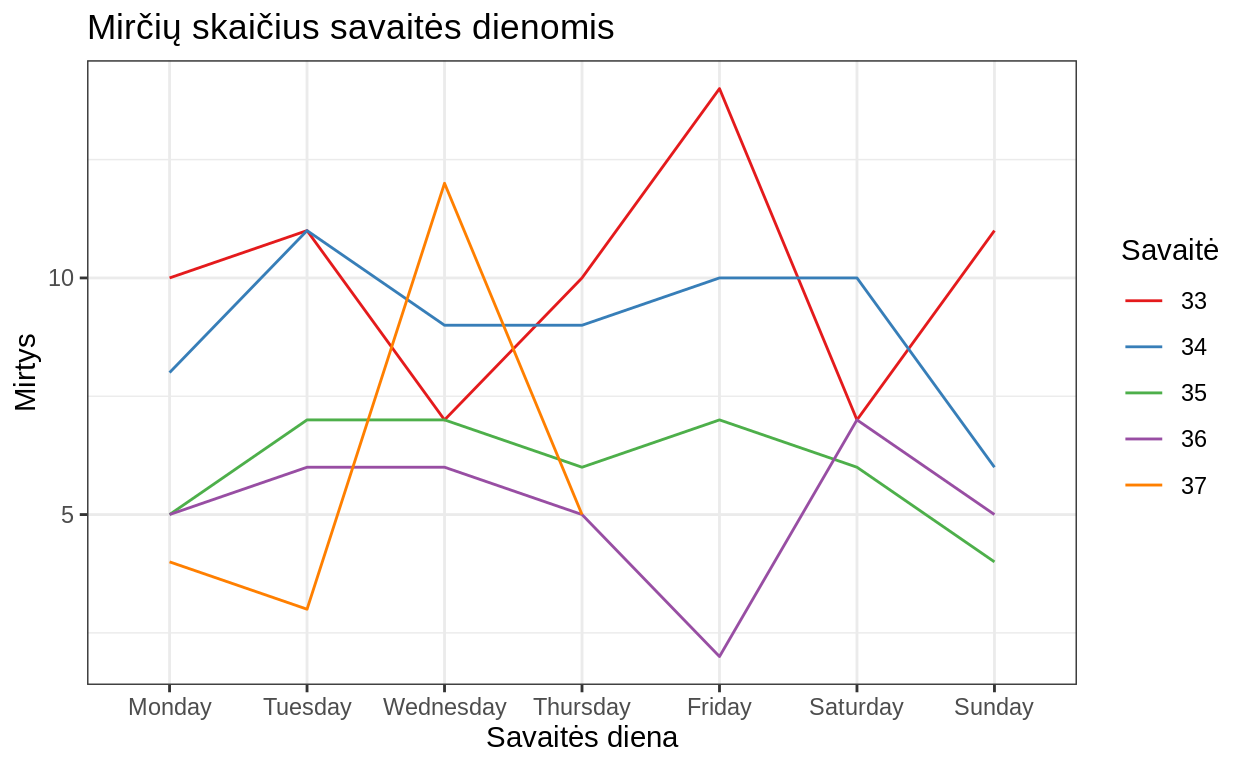 Mirčių skaičius savaitės dienomis
Mirtys
10
5
Monday Tuesday Wednesday Thursday Friday Saturday Sunday
Savaitės diena
Savaitė
33
34
35
36
37